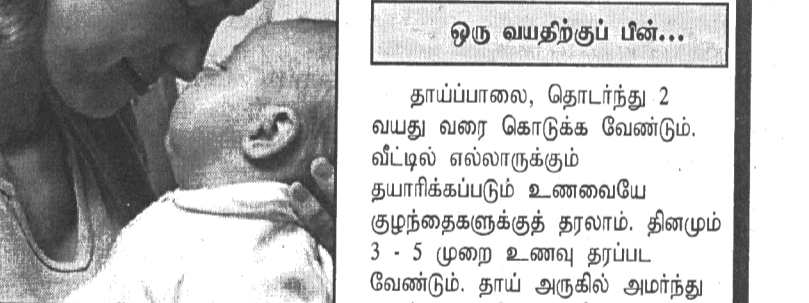 ஒரு வயதிற்குப் பின்...
தாய்ப்பாலை, தொடர்ந்து 2
வயது வரை கொடுக்க வேண்டும்.
வீட்டில் எல்லாருக்கும்
தயாரிக்கப்படும் உணவையே
குழந்தைகளுக்குத் தரலாம். தினமும்
3 - 5 முறை உணவு தரப்பட
வேண்டும். தாய் அருகில் அமர்ந்து